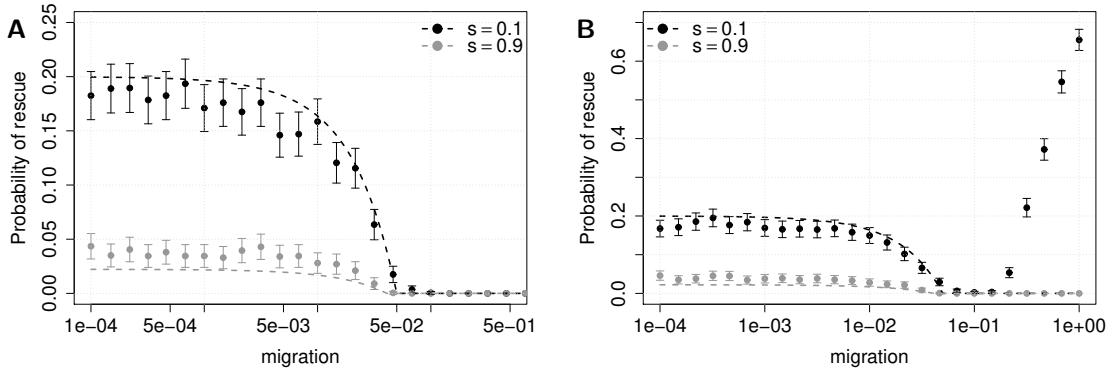 A
Probability of rescue
0.25
0.20
0.15
0.10
0.05
0.00
s = 0.1
s = 0.9
1e−04
5e−04
5e−03
5e−02
5e−01
migration
B
Probability of rescue
0.6
0.4
0.2
0.0
s = 0.1
s = 0.9
1e−04
1e−03
1e−02
1e−01
1e+00
migration